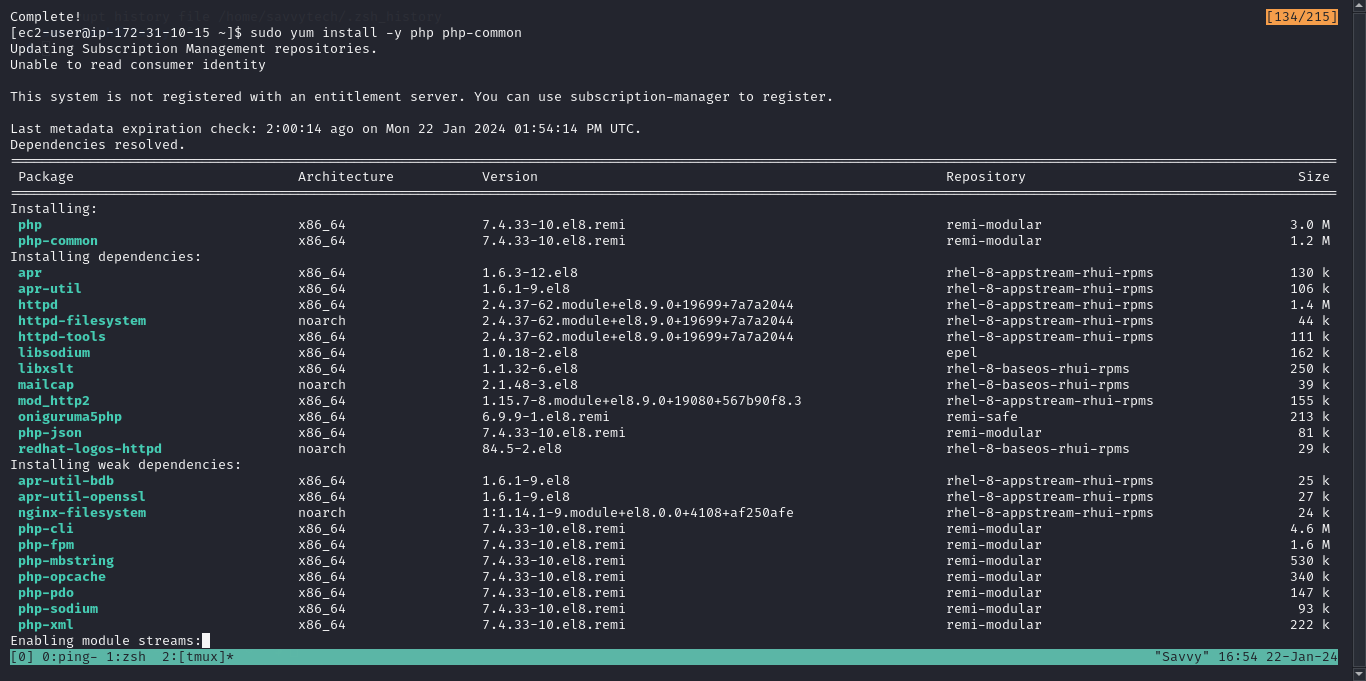 Complete!
[134/215]
[ec2-user@ip-172-31-10-15 ~]$ sudo yum install -y php php-common
Updating Subscription Management repositories.
Unable to read consumer identity
This system is not registered with an entitlement server. You can use subscription-manager to register.
Last metadata expiration check: 2:00:14 ago on Mon 22 Jan 2024 01:54:14 PM UTC.
Dependencies resolved.
Package Architecture Version Repository Size
Installing:
php x86_64 7.4.33-10.el8.remi remi-modular 3.0 M
php-common x86_64 7.4.33-10.el8.remi remi-modular 1.2 M
Installing dependencies:
apr x86_64 1.6.3-12.el8 rhel-8-appstream-rhui-rpms 130 k
apr-util x86_64 1.6.1-9.el8 rhel-8-appstream-rhui-rpms 106 k
httpd x86_64 2.4.37-62.module+el8.9.0+19699+7a7a2044 rhel-8-appstream-rhui-rpms 1.4 M
httpd-filesystem noarch 2.4.37-62.module+el8.9.0+19699+7a7a2044 rhel-8-appstream-rhui-rpms 44 k
httpd-tools x86_64 2.4.37-62.module+el8.9.0+19699+7a7a2044 rhel-8-appstream-rhui-rpms 111 k
libsodium x86_64 1.0.18-2.el8 epel 162 k
libxslt x86_64 1.1.32-6.el8 rhel-8-baseos-rhui-rpms 250 k
mailcap noarch 2.1.48-3.el8 rhel-8-baseos-rhui-rpms 39 k
mod_http2 x86_64 1.15.7-8.module+el8.9.0+19080+567b90f8.3 rhel-8-appstream-rhui-rpms 155 k
oniguruma5php x86_64 6.9.9-1.el8.remi remi-safe 213 k
php-json x86_64 7.4.33-10.el8.remi remi-modular 81 k
redhat-logos-httpd noarch 84.5-2.el8 rhel-8-baseos-rhui-rpms 29 k
Installing weak dependencies:
apr-util-bdb x86_64 1.6.1-9.el8 rhel-8-appstream-rhui-rpms 25 k
apr-util-openssl x86_64 1.6.1-9.el8 rhel-8-appstream-rhui-rpms 27 k
nginx-filesystem noarch 1:1.14.1-9.module+el8.0.0+4108+af250afe rhel-8-appstream-rhui-rpms 24 k
php-cli x86_64 7.4.33-10.el8.remi remi-modular 4.6 M
php-fpm x86_64 7.4.33-10.el8.remi remi-modular 1.6 M
php-mbstring x86_64 7.4.33-10.el8.remi remi-modular 530 k
php-opcache x86_64 7.4.33-10.el8.remi remi-modular 340 k
php-pdo x86_64 7.4.33-10.el8.remi remi-modular 147 k
php-sodium x86_64 7.4.33-10.el8.remi remi-modular 93 k
php-xml x86_64 7.4.33-10.el8.remi remi-modular 222 k
Enabling module streams:
[0] 0:ping- 1:zsh 2:[tmux]* "Savvy" 16:54 22-Jan-24